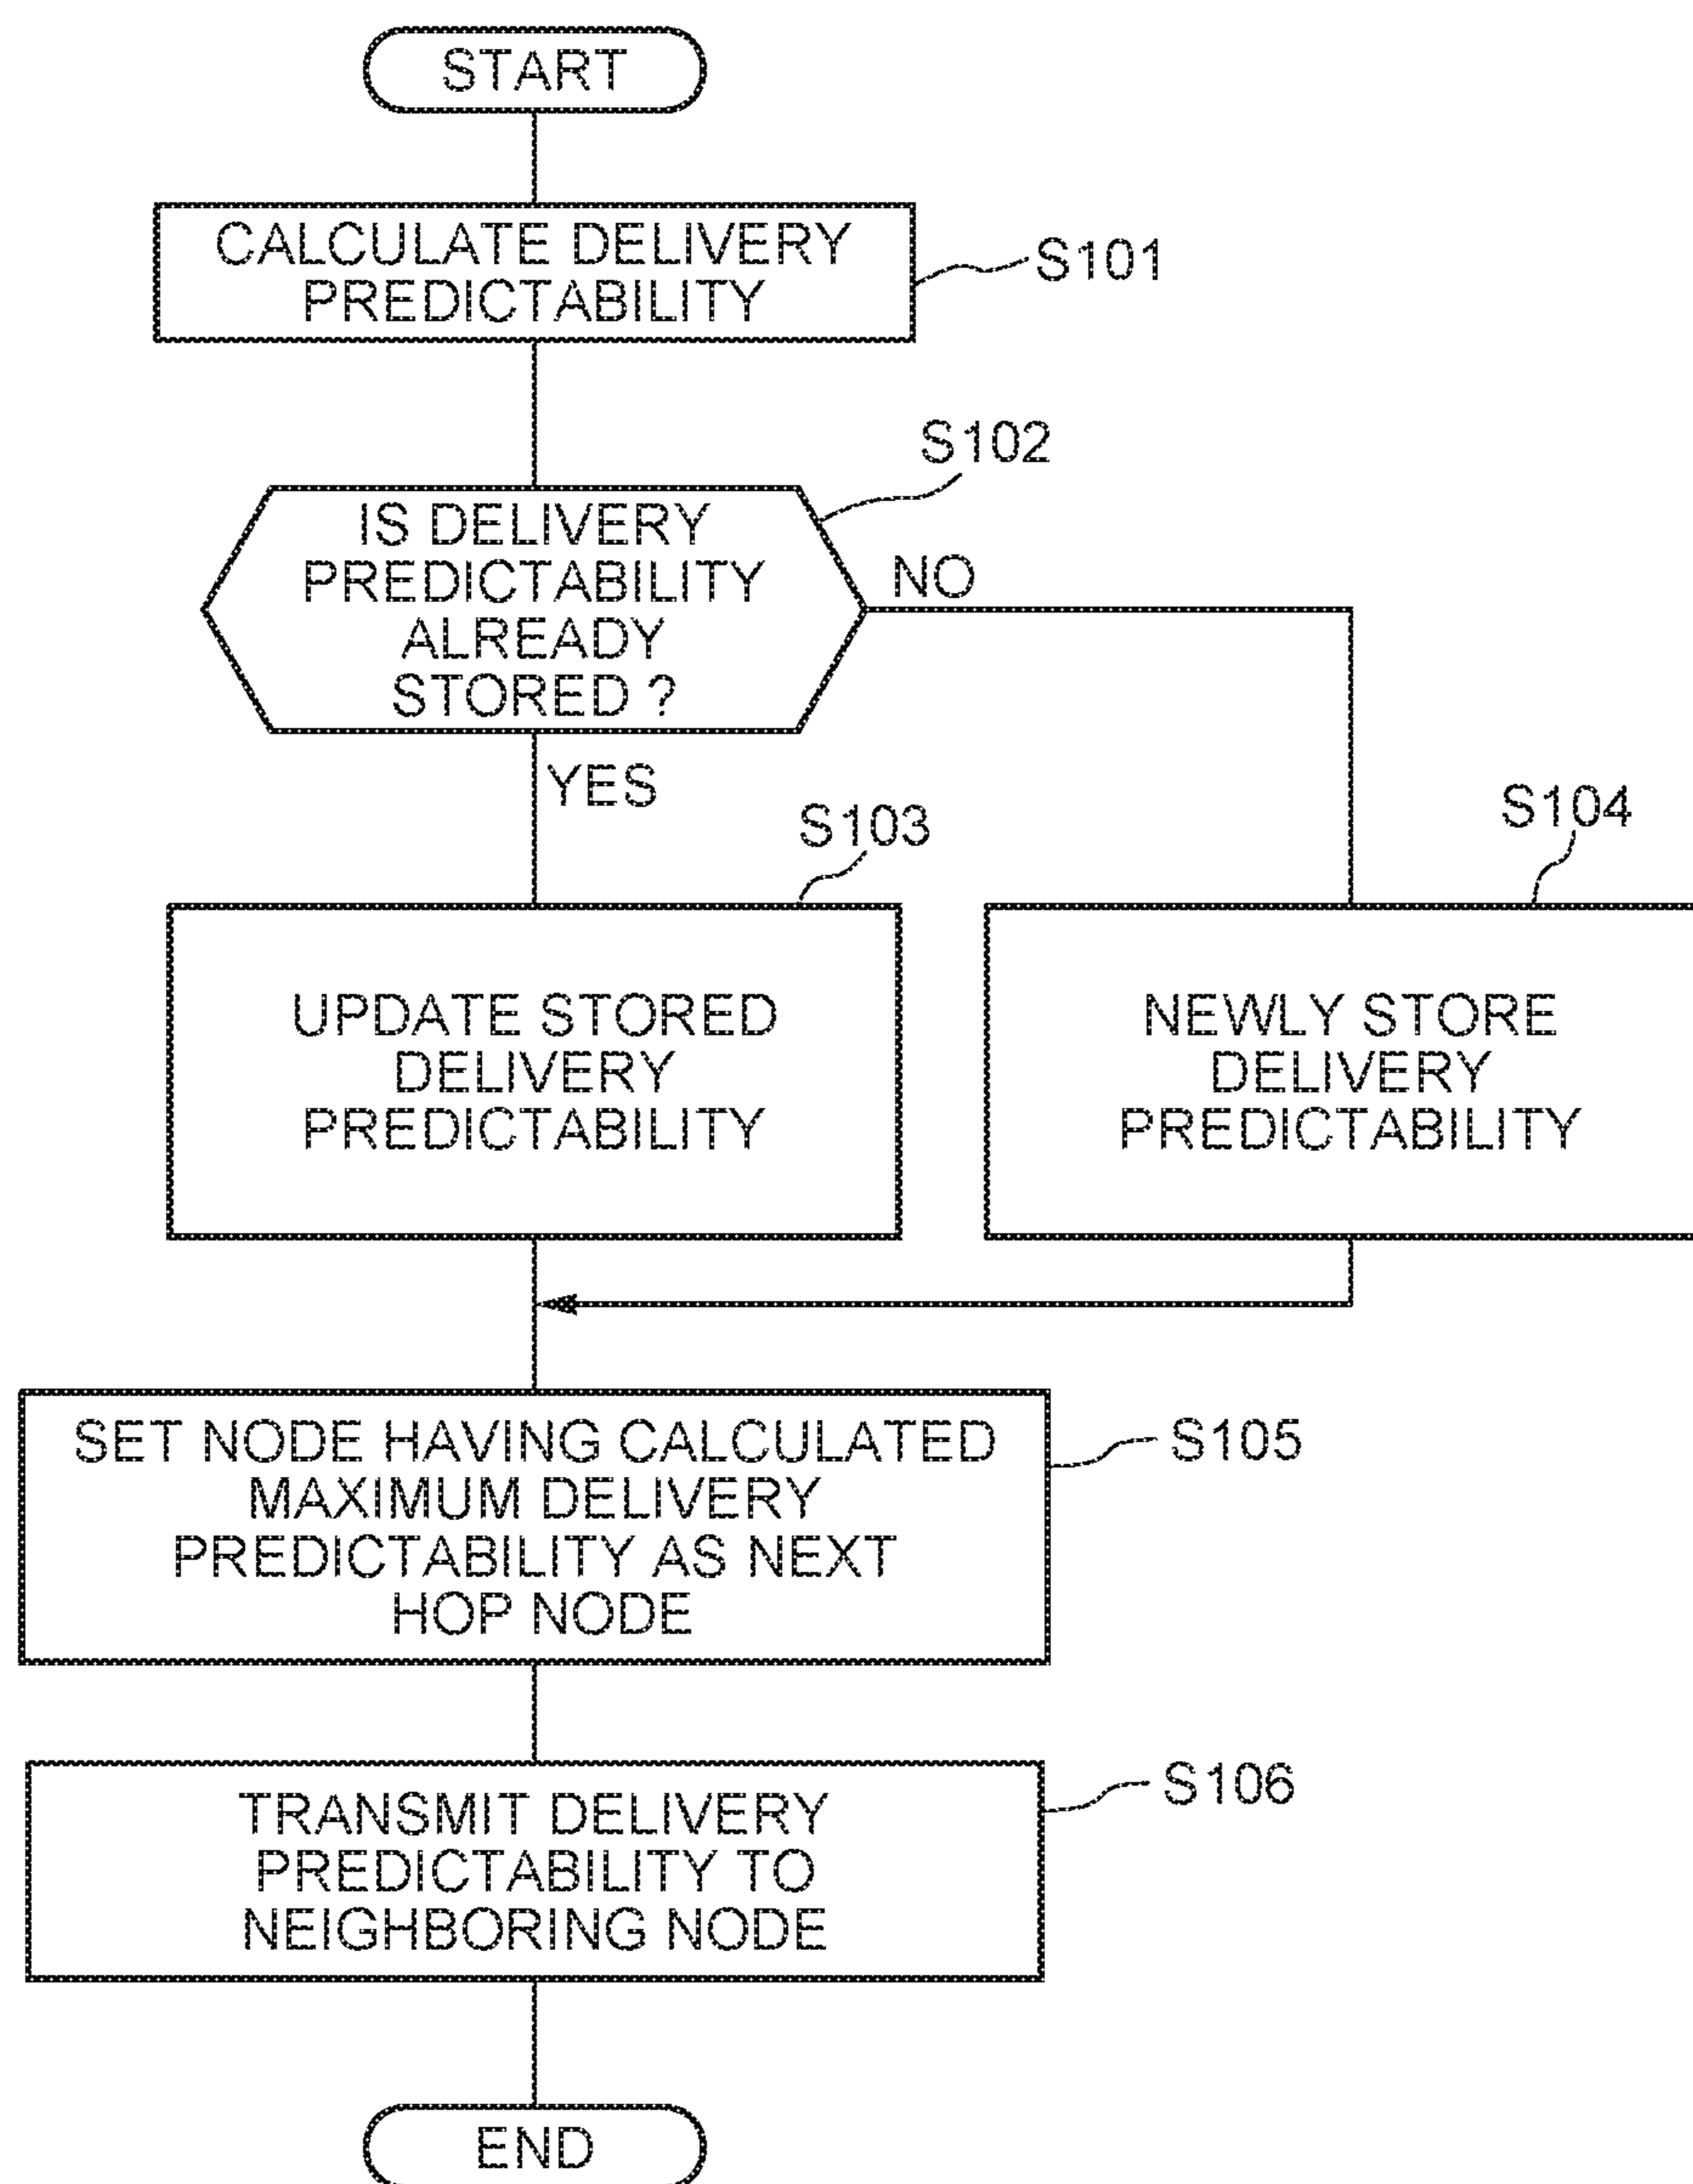 START
CALCULATE DELIVERY
PREDICTABILITY
S101
S102
IS DELIVERY
PREDICTABILITY
ALREADY
STORED ?
NO
YES
S103
S104
UPDATE STORED
DELIVERY
PREDICTABILITY
NEWLY STORE
DELIVERY
PREDICTABILITY
SET NODE HAVING CALCULATED
MAXIMUM DELIVERY
PREDICTABILITY AS NEXT
HOP NODE
S105
TRANSMIT DELIVERY
PREDICTABILITY TO
NEIGHBORING NODE
S106
END